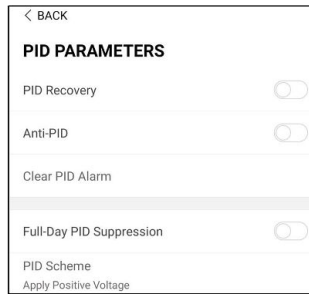 < BACK
PID PARAMETERS
PID Recovery
Anti-PID
Clear PID Alarm
Full-Day PID Suppression
PID Scheme
Apply Positive Voltage